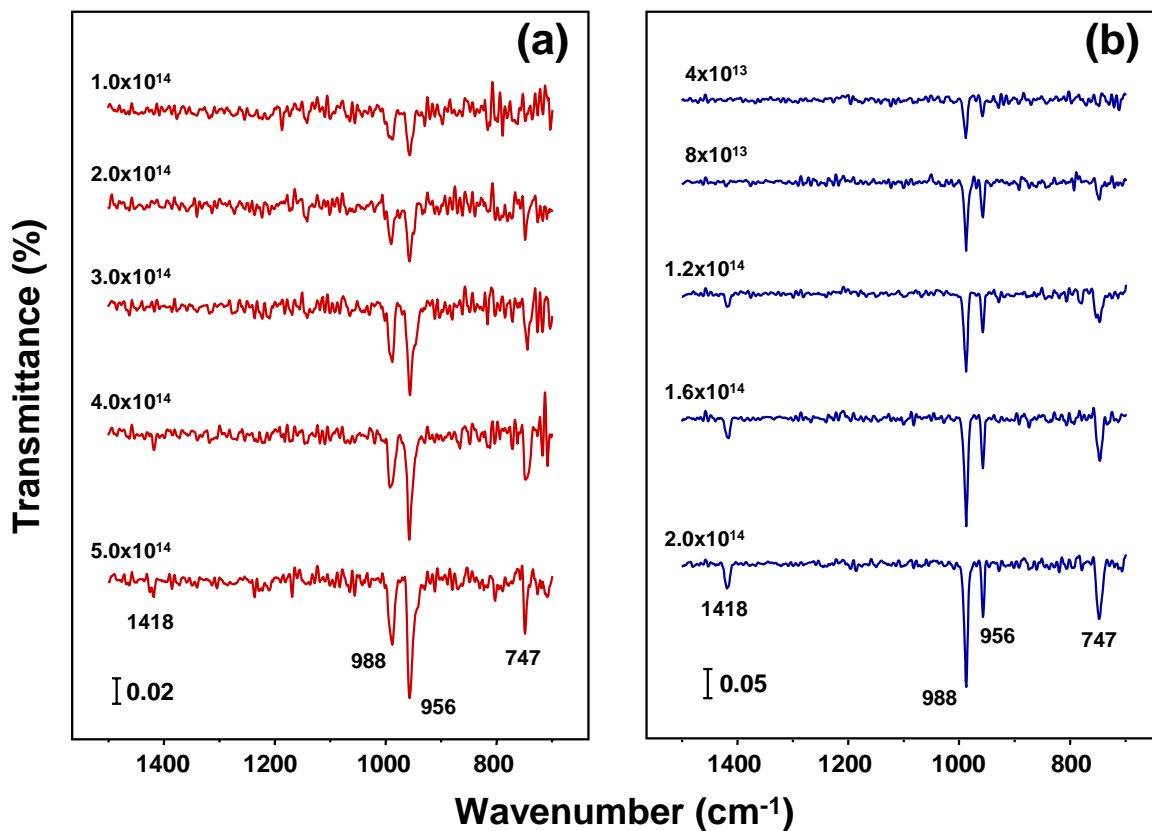 Transmittance (%)
(a)
1.0x10¹⁴
2.0x10¹⁴
3.0x10¹⁴
4.0x10¹⁴
5.0x10¹⁴
1418
988
956
747
0.02
1400 1200 1000 800
(b)
4x10¹³
8x10¹³
1.2x10¹⁴
1.6x10¹⁴
2.0x10¹⁴
1418
988
956
747
0.05
1400 1200 1000 800
Wavenumber (cm⁻¹)